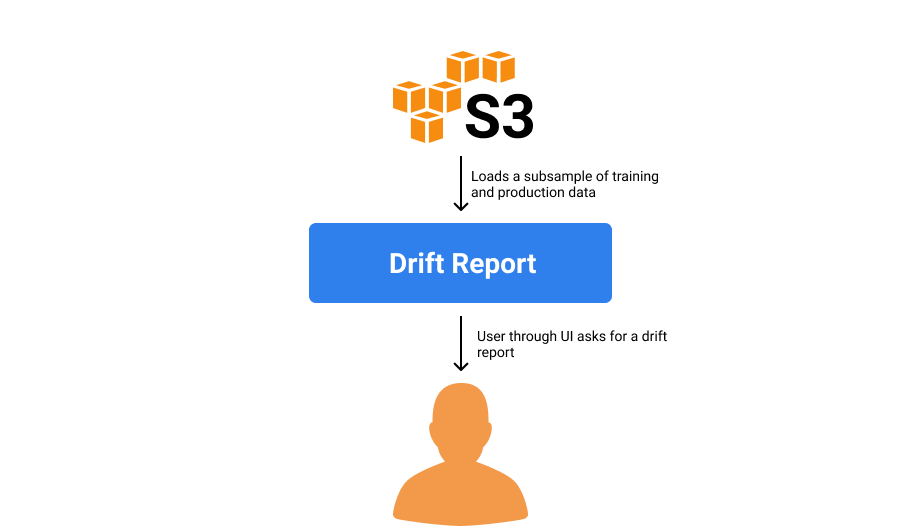 S3
Loads a subsample of training
and production data
Drift Report
User through UI asks for a drift
report